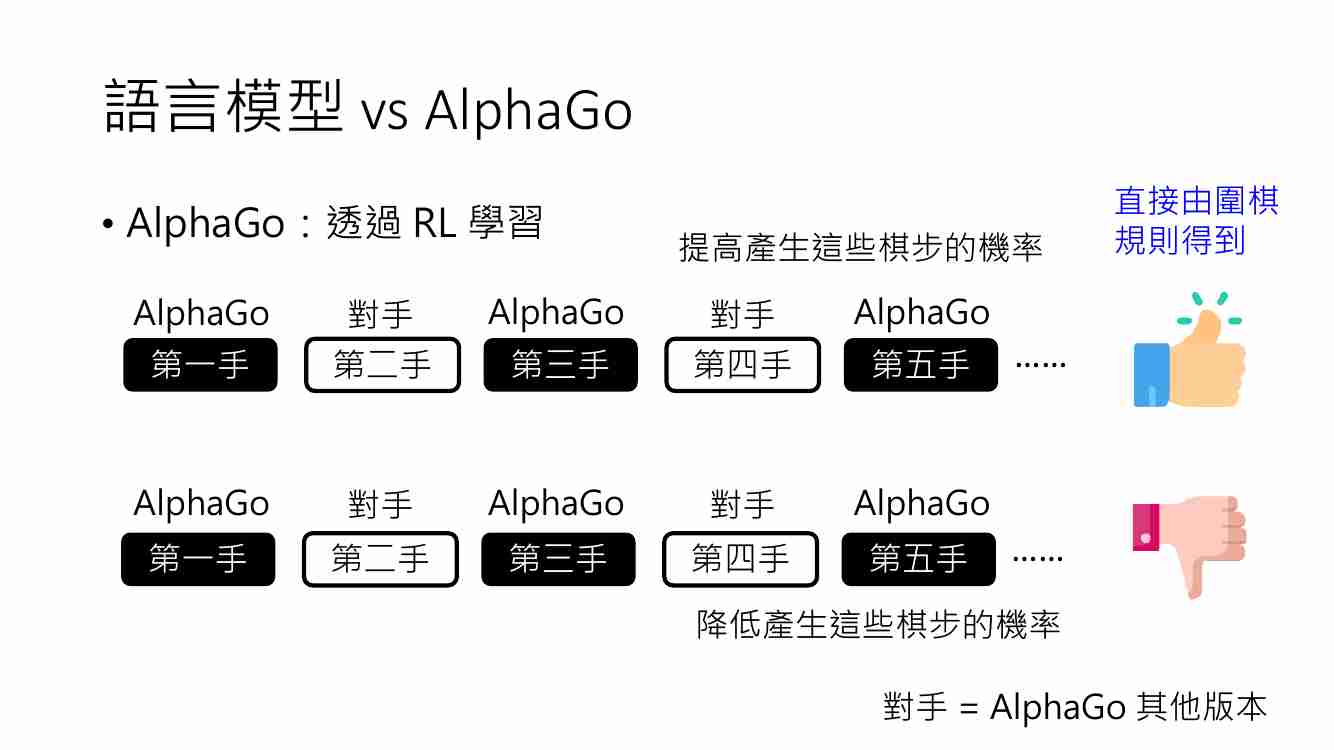 語言模型 vs AlphaGo
• AlphaGo：透過 RL 學習
直接由圍棋
規則得到
提高產生這些棋步的機率
AlphaGo 對手 AlphaGo 對手 AlphaGo
第一手 第二手 第三手 第四手 第五手 ……
AlphaGo 對手 AlphaGo 對手 AlphaGo
第一手 第二手 第三手 第四手 第五手 ……
降低產生這些棋步的機率
對手 = AlphaGo 其他版本